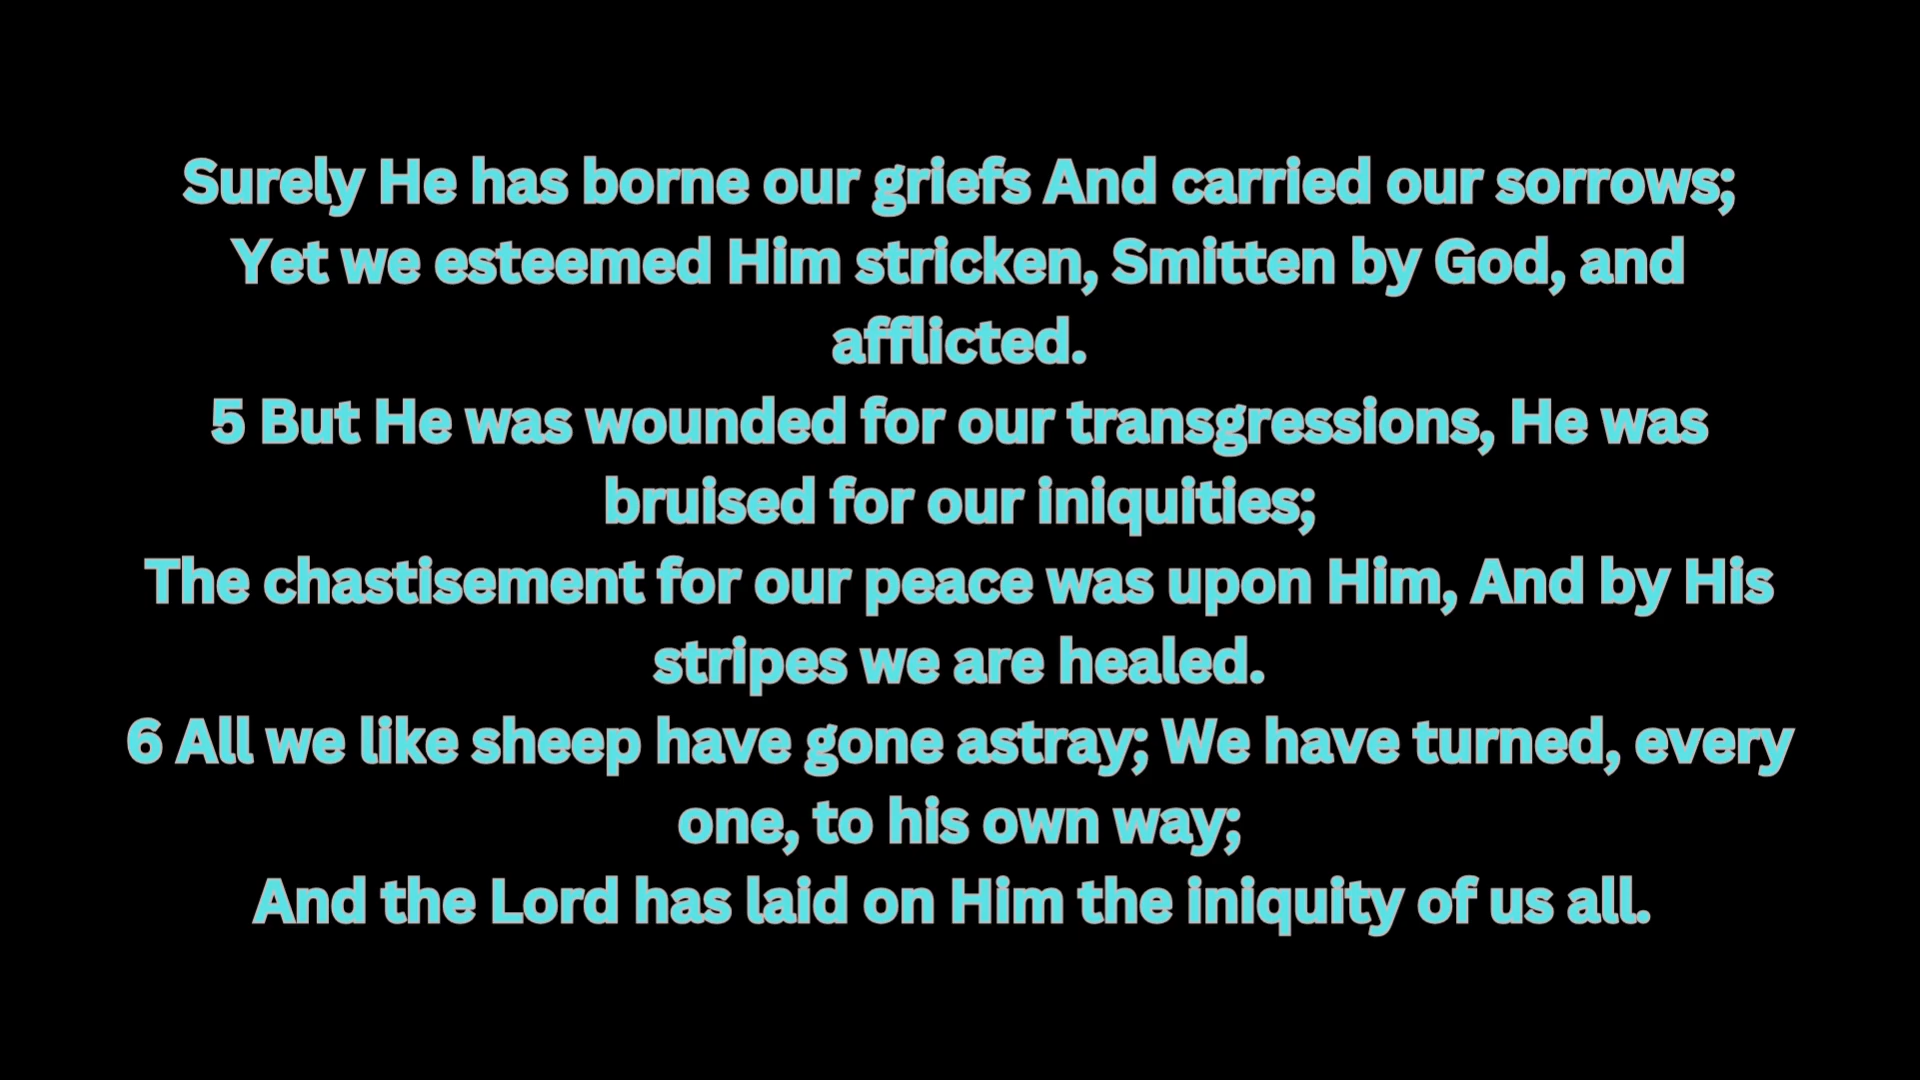 Surely He has borne our griefs And carried our sorrows;
Yet we esteemed Him stricken, Smitten by God, and
afflicted.
5 But He was wounded for our transgressions, He was
bruised for our iniquities;
The chastisement for our peace was upon Him, And by His
stripes we are healed.
6 All we like sheep have gone astray; We have turned, every
one, to his own way;
And the Lord has laid on Him the iniquity of us all.